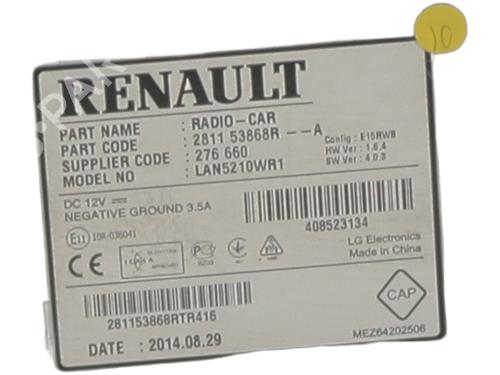 10
RENAULT
PART NAME : RADIO-CAR
PART CODE : 2811 53868R --A
SUPPLIER CODE : 276 660
MODEL NO : LAN5210WR1
Config : E15RWB
HW Ver : 1.6.4
SW Ver : 4.0.3
DC 12V
NEGATIVE GROUND 3.5A
E11 10R-036041
408523134
LG Electronics
Made in China
CE
CAP
281153868RTR416
MEZ64202506
DATE : 2014.08.29